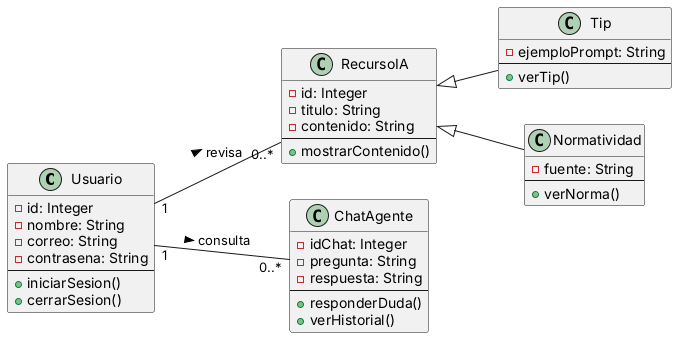 C Usuario
id: Integer
nombre: String
correo: String
contrasena: String
iniciarSesion()
cerrarSesion()
1
revisa
0..*
1
consulta
0..*
C RecursoIA
id: Integer
titulo: String
contenido: String
mostrarContenido()
C ChatAgente
idChat: Integer
pregunta: String
respuesta: String
responderDuda()
verHistorial()
C Tip
ejemploPrompt: String
verTip()
C Normatividad
fuente: String
verNorma()